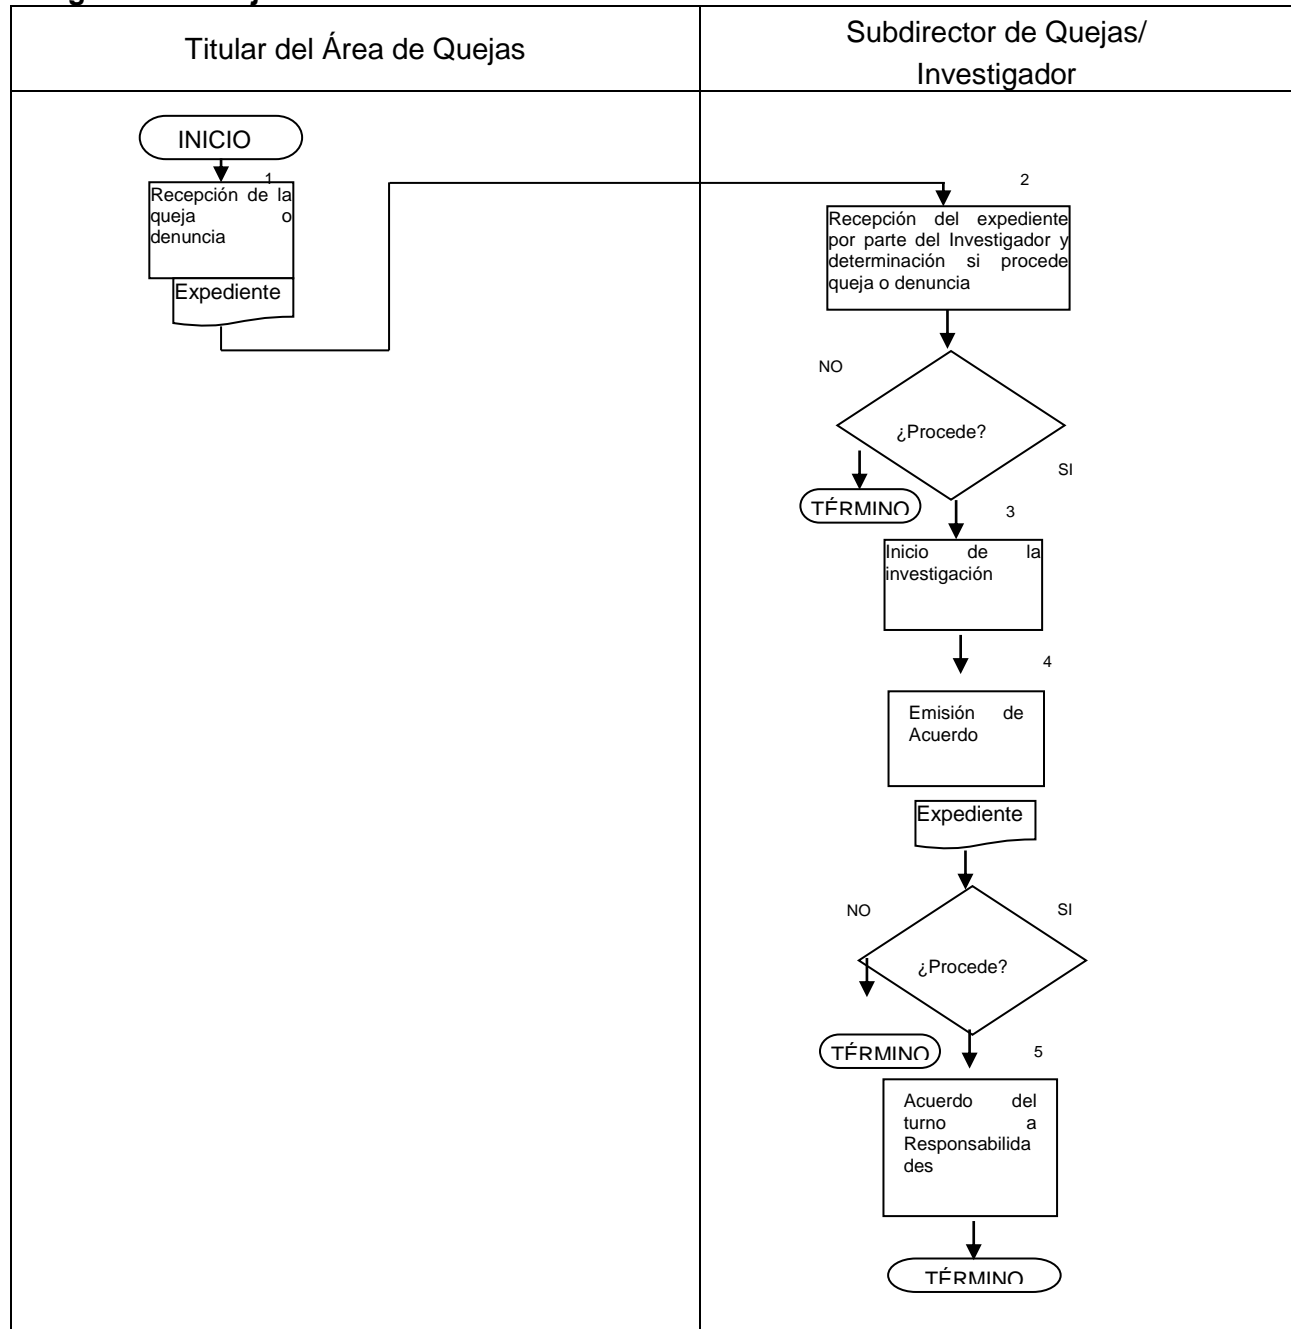 Titular del Área de Quejas
Subdirector de Quejas/
Investigador
INICIO
1
Recepción de la
queja o
denuncia
Expediente
2
Recepción del expediente
por parte del Investigador y
determinación si procede
queja o denuncia
NO
¿Procede?
SI
TÉRMINO
3
Inicio de la
investigación
4
Emisión de
Acuerdo
Expediente
NO
SI
¿Procede?
TÉRMINO
5
Acuerdo del
turno a
Responsabilida
des
TÉRMINO